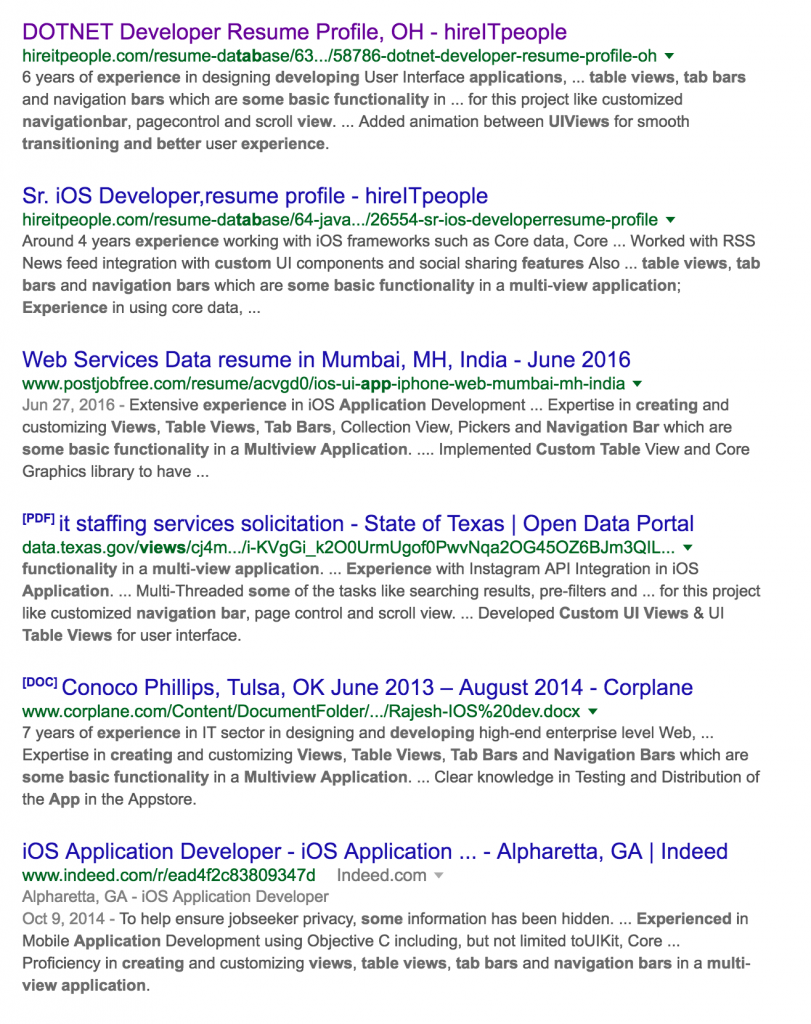 DOTNET Developer Resume Profile, OH - hireITpeople
hireitpeople.com/resume-database/63.../58786-dotnet-developer-resume-profile-oh
6 years of experience in designing developing User Interface applications, ... table views, tab bars
and navigation bars which are some basic functionality in ... for this project like customized
navigationbar, pagecontrol and scroll view. ... Added animation between UIViews for smooth
transitioning and better user experience.
Sr. iOS Developer,resume profile - hireITpeople
hireitpeople.com/resume-database/64-java.../26554-sr-ios-developerresume-profile
Around 4 years experience working with iOS frameworks such as Core data, Core ... Worked with RSS
News feed integration with custom UI components and social sharing features Also ... table views, tab
bars and navigation bars which are some basic functionality in a multi-view application;
Experience in using core data, ...
Web Services Data resume in Mumbai, MH, India - June 2016
www.postjobfree.com/resume/acvgd0/ios-ui-app-iphone-web-mumbai-mh-india
Jun 27, 2016 - Extensive experience in iOS Application Development ... Expertise in creating and
customizing Views, Table Views, Tab Bars, Collection View, Pickers and Navigation Bar which are
some basic functionality in a Multiview Application. .... Implemented Custom Table View and Core
Graphics library to have ...
[PDF] it staffing services solicitation - State of Texas | Open Data Portal
data.texas.gov/views/cj4m.../i-KVgGi_k2O0UrmUgof0PwvNqa2OG45OZ6BJm3QIL...
functionality in a multi-view application. ... Experience with Instagram API Integration in iOS
Application. ... Multi-Threaded some of the tasks like searching results, pre-filters and ... for this project
like customized navigation bar, page control and scroll view. ... Developed Custom UI Views & UI
Table Views for user interface.
[DOC] Conoco Phillips, Tulsa, OK June 2013 – August 2014 - Corplane
www.corplane.com/Content/DocumentFolder/.../Rajesh-IOS%20dev.docx
7 years of experience in IT sector in designing and developing high-end enterprise level Web, ...
Expertise in creating and customizing Views, Table Views, Tab Bars and Navigation Bars which are
some basic functionality in a Multiview Application. ... Clear knowledge in Testing and Distribution of
the App in the Appstore.
iOS Application Developer - iOS Application ... - Alpharetta, GA | Indeed
www.indeed.com/r/ead4f2c83809347d Indeed.com
Alpharetta, GA - iOS Application Developer
Oct 9, 2014 - To help ensure jobseeker privacy, some information has been hidden. ... Experienced in
Mobile Application Development using Objective C including, but not limited toUIKit, Core ...
Proficiency in creating and customizing views, table views, tab bars and navigation bars in a multi-
view application.